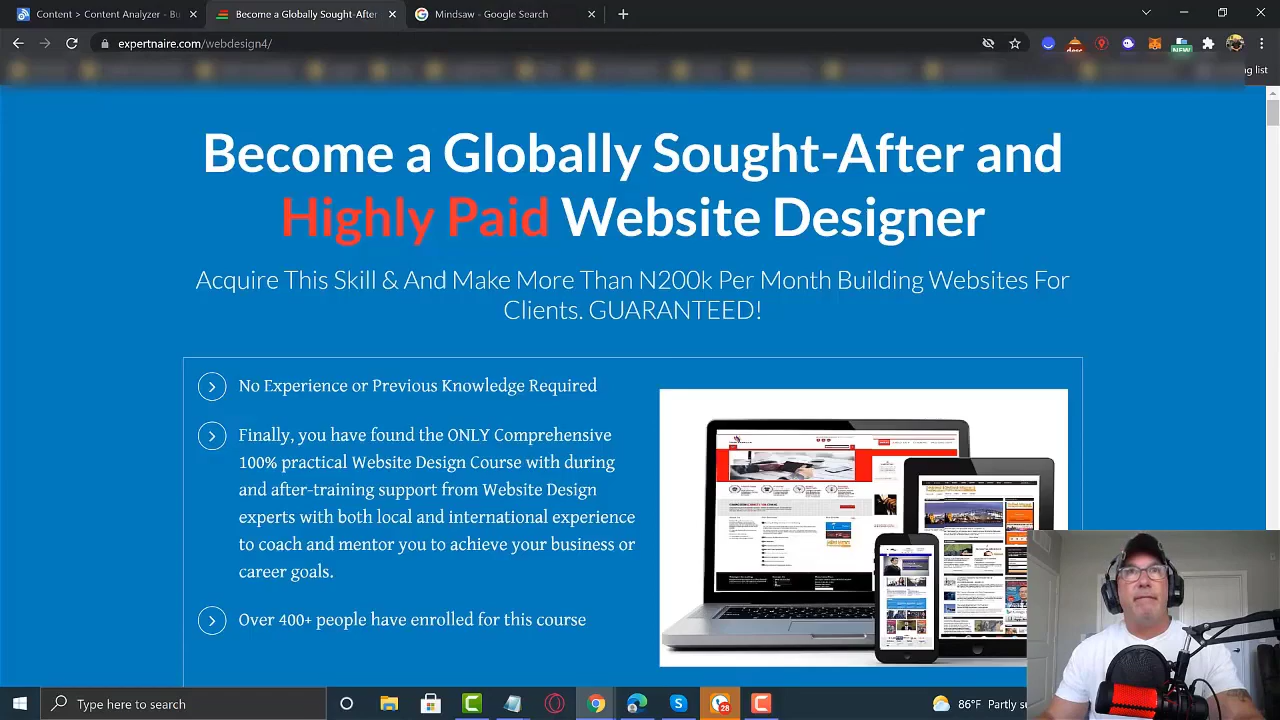 Content > Content Analyzer - Bu
Become a Globally Sought-After
Mindsaw - Google Search
expertnaire.com/webdesign4/
desc
NEW
ng list
Become a Globally Sought-After and
Highly Paid Website Designer
Acquire This Skill & And Make More Than N200k Per Month Building Websites For
Clients. GUARANTEED!
No Experience or Previous Knowledge Required
Finally, you have found the ONLY Comprehensive
100% practical Website Design Course with during
and after-training support from Website Design
experts with both local and international experience
to coach and mentor you to achieve your business or
career goals.
Over 400+ people have enrolled for this course
Type here to search
28
86°F Partly su